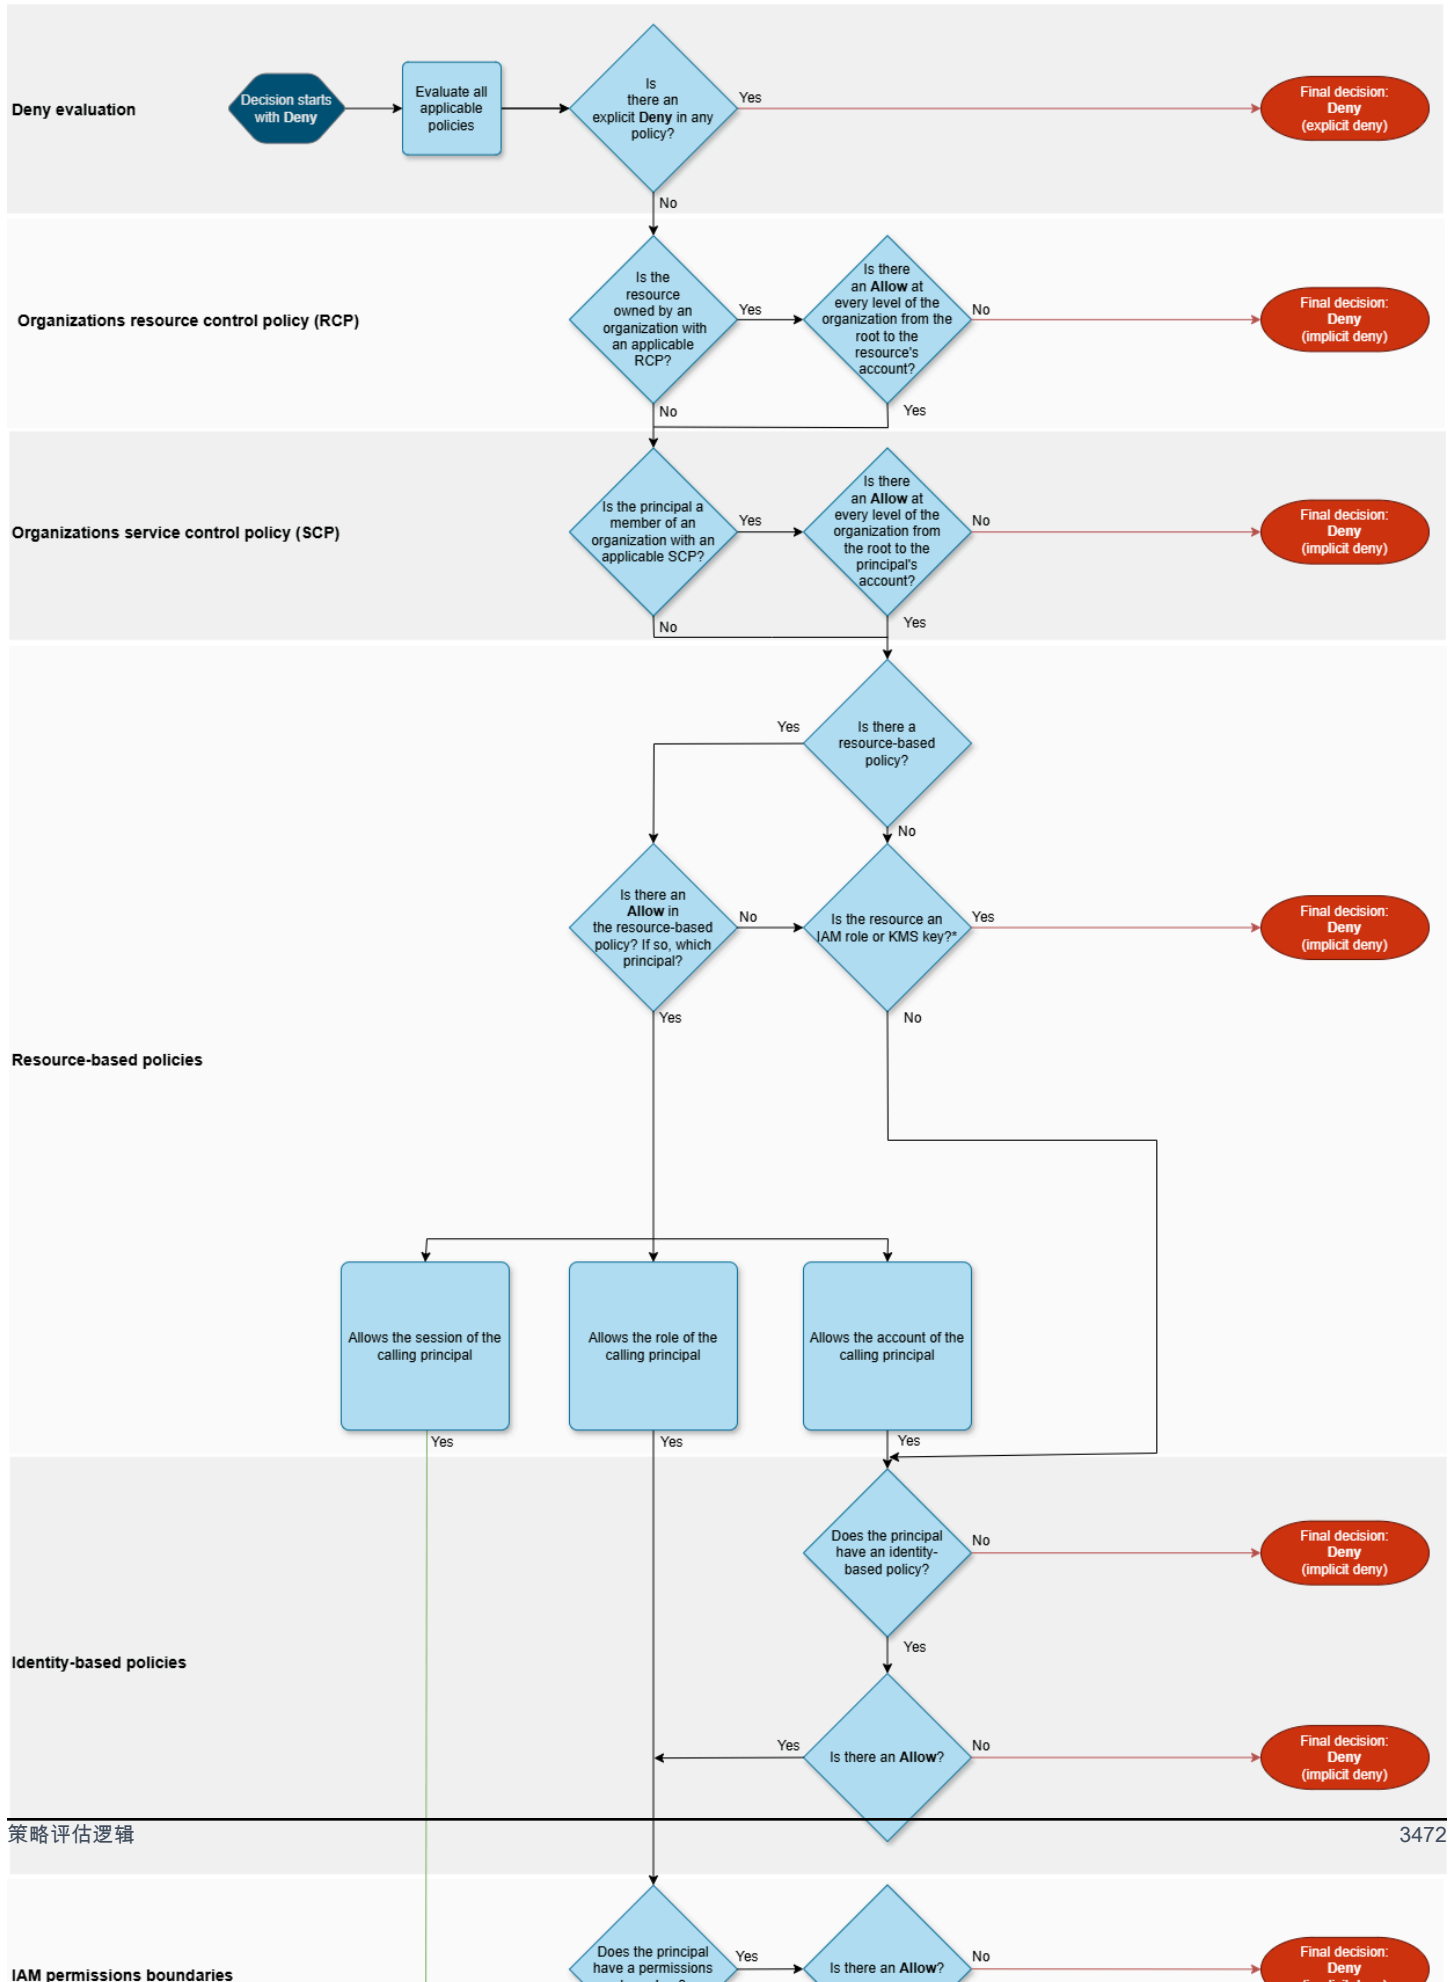 Deny evaluation
Decision starts
with Deny
Evaluate all
applicable
policies
Is
there an
explicit Deny in any
policy?
Yes
Final decision:
Deny
(explicit deny)
No
Organizations resource control policy (RCP)
Is the
resource
owned by an
organization with
an applicable
RCP?
Yes
Is there
an Allow at
every level of the
organization from the
root to the
resource's
account?
No
Final decision:
Deny
(implicit deny)
No
Yes
Organizations service control policy (SCP)
Is the principal a
member of an
organization with an
applicable SCP?
Yes
Is there
an Allow at
every level of the
organization from
the root to the
principal's
account?
No
Final decision:
Deny
(implicit deny)
No
Yes
Yes
Is there a
resource-based
policy?
No
Is there an
Allow in
the resource-based
policy? If so, which
principal?
No
Is the resource an
IAM role or KMS key?*
Yes
Final decision:
Deny
(implicit deny)
Yes
No
Resource-based policies
Allows the session of the
calling principal
Allows the role of the
calling principal
Allows the account of the
calling principal
Yes
Yes
Yes
Does the principal
have an identity-
based policy?
No
Final decision:
Deny
(implicit deny)
Yes
Identity-based policies
Yes
Is there an Allow?
No
Final decision:
Deny
(implicit deny)
策略评估逻辑
3472
IAM permissions boundaries
Does the principal
have a permissions
Yes
Is there an Allow?
No
Final decision:
Deny